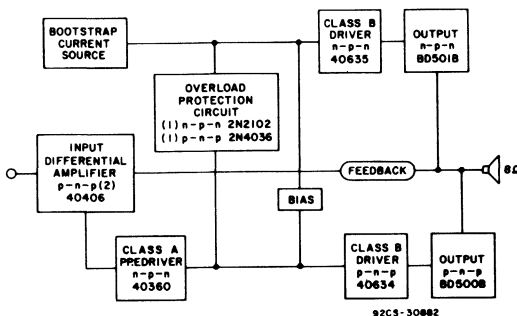 BOOTSTRAP
CURRENT
SOURCE
CLASS B
DRIVER
n-p-n
40635
OUTPUT
n-p-n
BD501B
OVERLOAD
PROTECTION
CIRCUIT
(1) n-p-n 2N2102
(1) p-n-p 2N4036
INPUT
DIFFERENTIAL
AMPLIFIER
p-n-p(2)
40406
FEEDBACK
8Ω
BIAS
CLASS A
PREDRIVER
n-p-n
40360
CLASS B
DRIVER
p-n-p
40634
OUTPUT
p-n-p
BD500B
92CS-30882